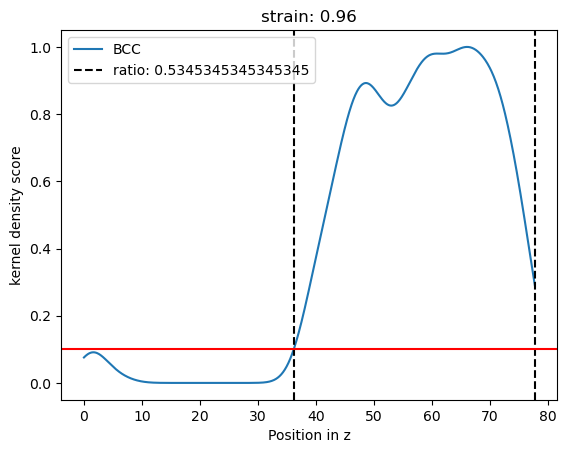 strain: 0.96
BCC
ratio: 0.5345345345345345
kernel density score
1.0
0.8
0.6
0.4
0.2
0.0
0 10 20 30 40 50 60 70 80
Position in z